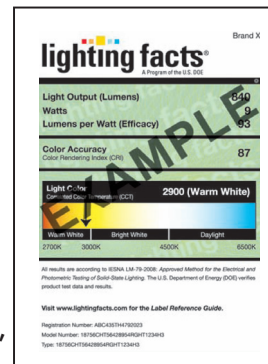 Brand X
lighting facts®
A Program of the U.S. DOE
Light Output (Lumens) 840
Watts 9
Lumens per Watt (Efficacy) 93
Color Accuracy 87
Color Rendering Index (CRI)
Light Color 2900 (Warm White)
Correlated Color Temperature (CCT)
Warm White Bright White Daylight
2700K 3000K 4500K 6500K
All results are according to IESNA LM-79-2008: Approved Method for the Electrical and
Photometric Testing of Solid-State Lighting. The U.S. Department of Energy (DOE) verifies
product test data and results.
Visit www.lightingfacts.com for the Label Reference Guide.
Registration Number: ABC435TH4792023
Model Number: 18756CHT56428954RGHT1234H3
Type: 18756CHT56428954RGHT1234H3
EXAMPLE
,